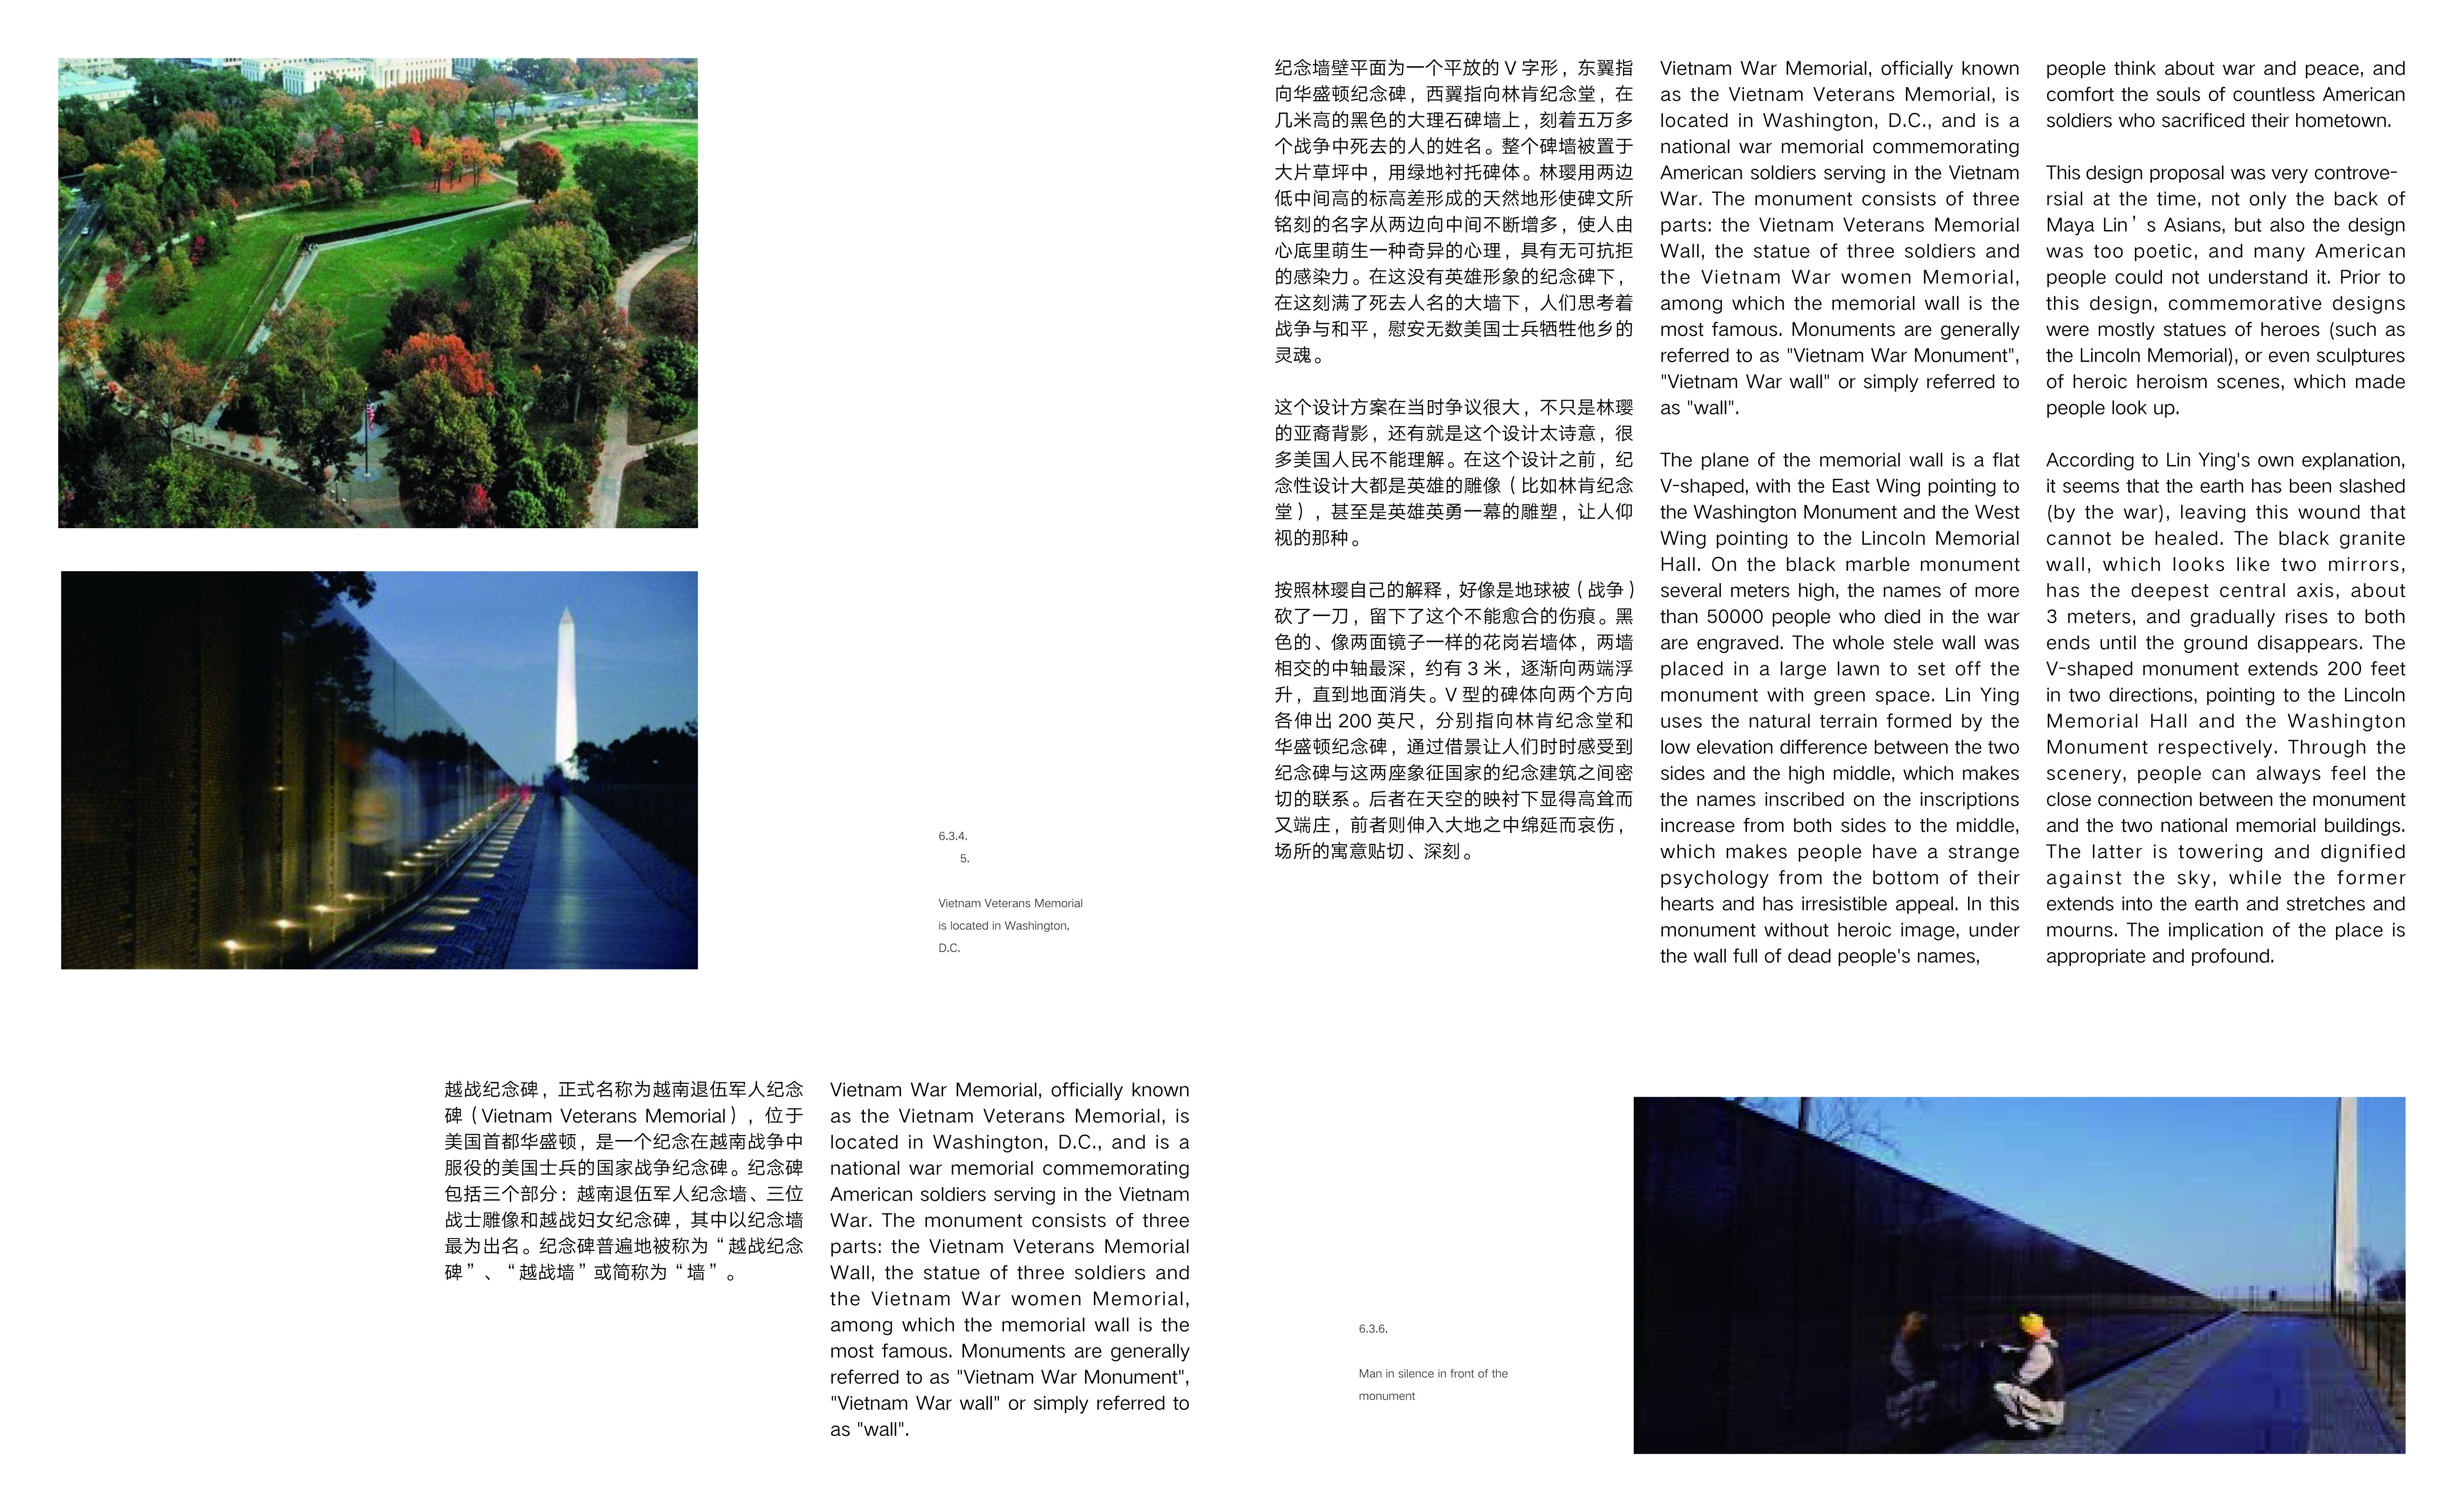 6.3.4.
5.
Vietnam Veterans Memorial
is located in Washington,
D.C.
越战纪念碑，正式名称为越南退伍军人纪念
碑（Vietnam Veterans Memorial），位于
美国首都华盛顿，是一个纪念在越南战争中
服役的美国士兵的国家战争纪念碑。纪念碑
包括三个部分：越南退伍军人纪念墙、三位
战士雕像和越战妇女纪念碑，其中以纪念墙
最为出名。纪念碑普遍地被称为“越战纪念
碑”、“越战墙”或简称为“墙”。
Vietnam War Memorial, officially known
as the Vietnam Veterans Memorial, is
located in Washington, D.C., and is a
national war memorial commemorating
American soldiers serving in the Vietnam
War. The monument consists of three
parts: the Vietnam Veterans Memorial
Wall, the statue of three soldiers and
the Vietnam War women Memorial,
among which the memorial wall is the
most famous. Monuments are generally
referred to as "Vietnam War Monument",
"Vietnam War wall" or simply referred to
as "wall".
纪念墙壁平面为一个平放的 V 字形，东翼指
向华盛顿纪念碑，西翼指向林肯纪念堂，在
几米高的黑色的大理石碑墙上，刻着五万多
个战争中死去的人的姓名。整个碑墙被置于
大片草坪中，用绿地衬托碑体。林璎用两边
低中间高的标高差形成的天然地形使碑文所
铭刻的名字从两边向中间不断增多，使人由
心底里萌生一种奇异的心理，具有无可抗拒
的感染力。在这没有英雄形象的纪念碑下，
在这刻满了死去人名的大墙下，人们思考着
战争与和平，慰安无数美国士兵牺牲他乡的
灵魂。
这个设计方案在当时争议很大，不只是林璎
的亚裔背影，还有就是这个设计太诗意，很
多美国人民不能理解。在这个设计之前，纪
念性设计大都是英雄的雕像（比如林肯纪念
堂），甚至是英雄英勇一幕的雕塑，让人仰
视的那种。
按照林璎自己的解释，好像是地球被（战争）
砍了一刀，留下了这个不能愈合的伤痕。黑
色的、像两面镜子一样的花岗岩墙体，两墙
相交的中轴最深，约有 3 米，逐渐向两端浮
升，直到地面消失。V 型的碑体向两个方向
各伸出 200 英尺，分别指向林肯纪念堂和
华盛顿纪念碑，通过借景让人们时时感受到
纪念碑与这两座象征国家的纪念建筑之间密
切的联系。后者在天空的映衬下显得高耸而
又端庄，前者则伸入大地之中绵延而哀伤，
场所的寓意贴切、深刻。
Vietnam War Memorial, officially known
as the Vietnam Veterans Memorial, is
located in Washington, D.C., and is a
national war memorial commemorating
American soldiers serving in the Vietnam
War. The monument consists of three
parts: the Vietnam Veterans Memorial
Wall, the statue of three soldiers and
the Vietnam War women Memorial,
among which the memorial wall is the
most famous. Monuments are generally
referred to as "Vietnam War Monument",
"Vietnam War wall" or simply referred to
as "wall".
The plane of the memorial wall is a flat
V-shaped, with the East Wing pointing to
the Washington Monument and the West
Wing pointing to the Lincoln Memorial
Hall. On the black marble monument
several meters high, the names of more
than 50000 people who died in the war
are engraved. The whole stele wall was
placed in a large lawn to set off the
monument with green space. Lin Ying
uses the natural terrain formed by the
low elevation difference between the two
sides and the high middle, which makes
the names inscribed on the inscriptions
increase from both sides to the middle,
which makes people have a strange
psychology from the bottom of their
hearts and has irresistible appeal. In this
monument without heroic image, under
the wall full of dead people's names,
people think about war and peace, and
comfort the souls of countless American
soldiers who sacrificed their hometown.
This design proposal was very controve-
rsial at the time, not only the back of
Maya Lin’s Asians, but also the design
was too poetic, and many American
people could not understand it. Prior to
this design, commemorative designs
were mostly statues of heroes (such as
the Lincoln Memorial), or even sculptures
of heroic heroism scenes, which made
people look up.
According to Lin Ying's own explanation,
it seems that the earth has been slashed
(by the war), leaving this wound that
cannot be healed. The black granite
wall, which looks like two mirrors,
has the deepest central axis, about
3 meters, and gradually rises to both
ends until the ground disappears. The
V-shaped monument extends 200 feet
in two directions, pointing to the Lincoln
Memorial Hall and the Washington
Monument respectively. Through the
scenery, people can always feel the
close connection between the monument
and the two national memorial buildings.
The latter is towering and dignified
against the sky, while the former
extends into the earth and stretches and
mourns. The implication of the place is
appropriate and profound.
6.3.6.
Man in silence in front of the
monument